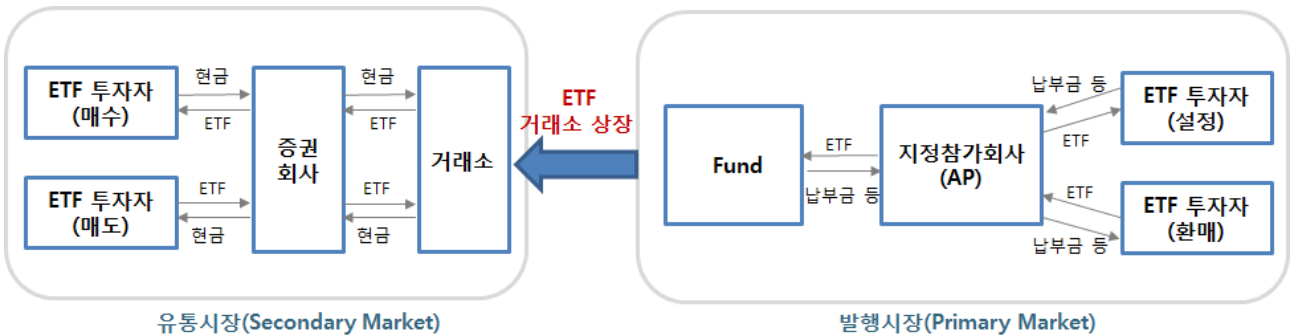 ETF 투자자
(매수)
현금
ETF
증권
회사
현금
ETF
거래소
ETF 투자자
(매도)
ETF
현금
ETF
현금
유통시장(Secondary Market)
ETF
거래소 상장
Fund
ETF
납부금 등
지정참가회사
(AP)
납부금 등
ETF
ETF 투자자
(설정)
ETF
납부금 등
ETF 투자자
(환매)
발행시장(Primary Market)